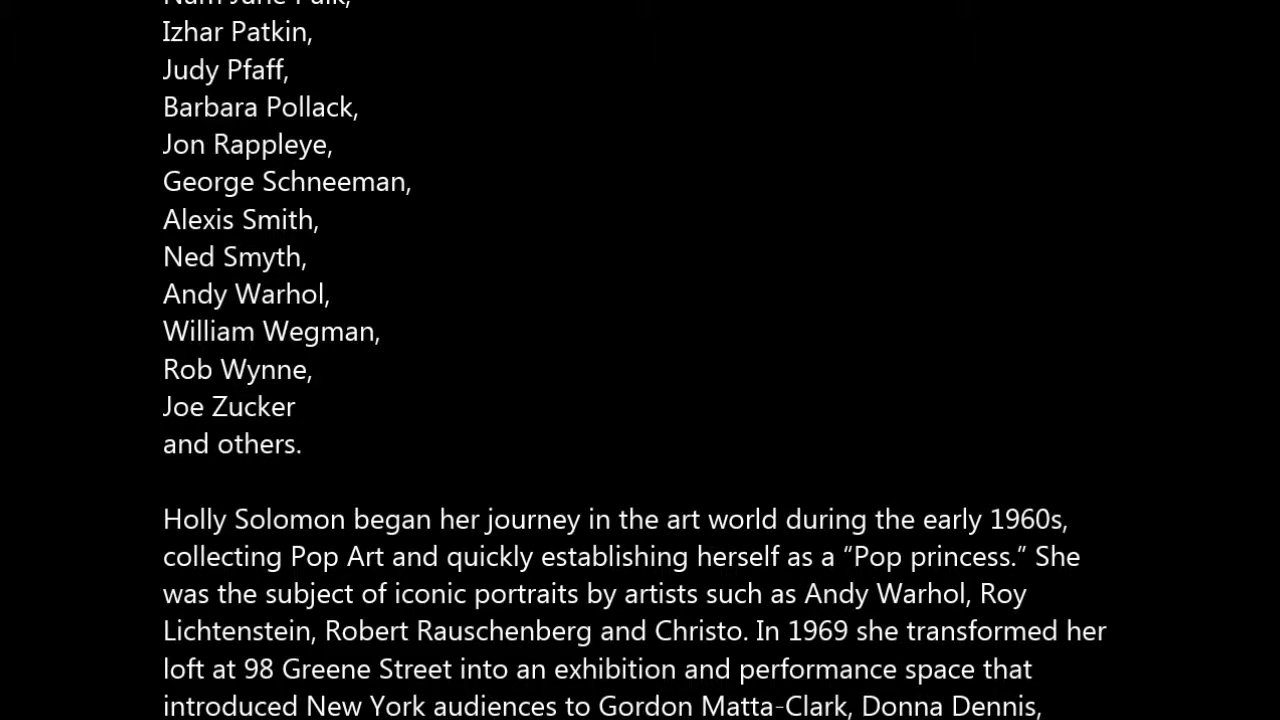 Nam June Paik,
Izhar Patkin,
Judy Pfaff,
Barbara Pollack,
Jon Rappleye,
George Schneeman,
Alexis Smith,
Ned Smyth,
Andy Warhol,
William Wegman,
Rob Wynne,
Joe Zucker
and others.
Holly Solomon began her journey in the art world during the early 1960s,
collecting Pop Art and quickly establishing herself as a “Pop princess.” She
was the subject of iconic portraits by artists such as Andy Warhol, Roy
Lichtenstein, Robert Rauschenberg and Christo. In 1969 she transformed her
loft at 98 Greene Street into an exhibition and performance space that
introduced New York audiences to Gordon Matta-Clark, Donna Dennis,